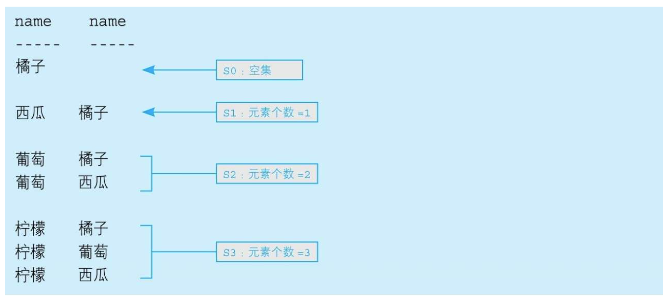 name name
----- -----
橘子
S0：空集
西瓜 橘子
S1：元素个数=1
葡萄 橘子
葡萄 西瓜
S2：元素个数=2
柠檬 橘子
柠檬 葡萄
柠檬 西瓜
S3：元素个数=3